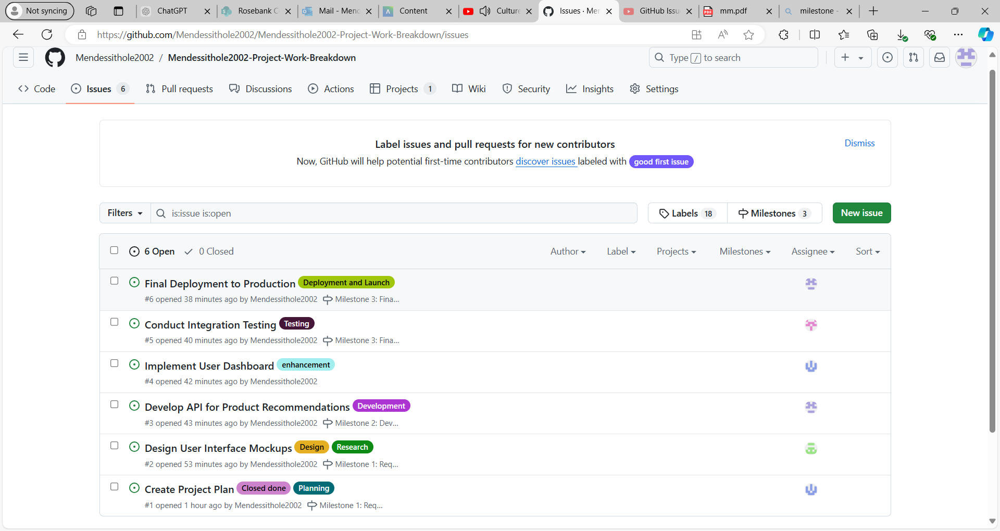 Not syncing
ChatGPT
Rosebank C
Mail - Men
Content
Culture
Issues · Mer
GitHub Issu
mm.pdf
milestone -
https://github.com/Mendessithole2002/Mendessithole2002-Project-Work-Breakdown/issues
Mendessithole2002 / Mendessithole2002-Project-Work-Breakdown
Type / to search
Code
Issues 6
Pull requests
Discussions
Actions
Projects 1
Wiki
Security
Insights
Settings
Label issues and pull requests for new contributors
Dismiss
Now, GitHub will help potential first-time contributors discover issues labeled with good first issue
Filters
is:issue is:open
Labels 18
Milestones 3
New issue
6 Open
0 Closed
Author
Label
Projects
Milestones
Assignee
Sort
Final Deployment to Production Deployment and Launch
#6 opened 38 minutes ago by Mendessithole2002 Milestone 3: Fina...
Conduct Integration Testing Testing
#5 opened 40 minutes ago by Mendessithole2002 Milestone 3: Fina...
Implement User Dashboard enhancement
#4 opened 42 minutes ago by Mendessithole2002
Develop API for Product Recommendations Development
#3 opened 43 minutes ago by Mendessithole2002 Milestone 2: Dev...
Design User Interface Mockups Design Research
#2 opened 53 minutes ago by Mendessithole2002 Milestone 1: Req...
Create Project Plan Closed done Planning
#1 opened 1 hour ago by Mendessithole2002 Milestone 1: Req...